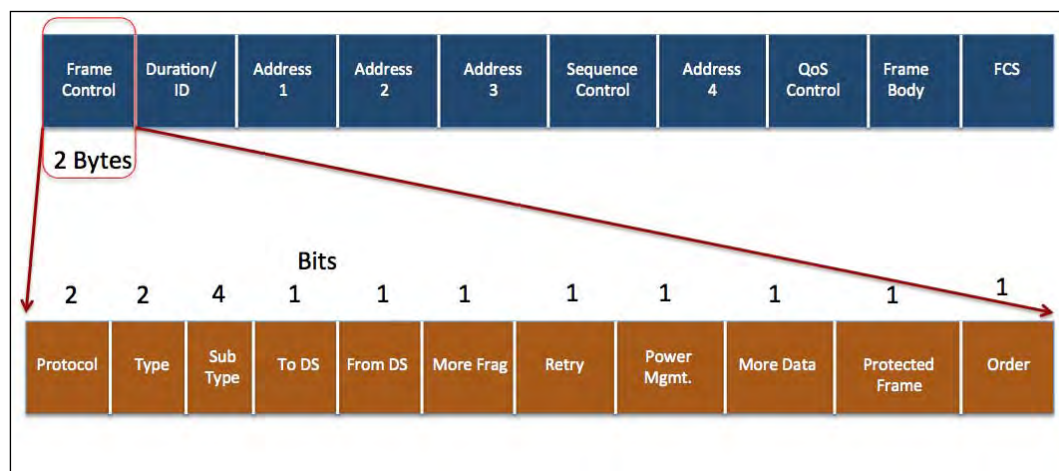 Frame Control
Duration/ ID
Address 1
Address 2
Address 3
Sequence Control
Address 4
QoS Control
Frame Body
FCS
2 Bytes
Bits
2 2 4 1 1 1 1 1 1 1 1
Protocol
Type
Sub Type
To DS
From DS
More Frag
Retry
Power Mgmt.
More Data
Protected Frame
Order